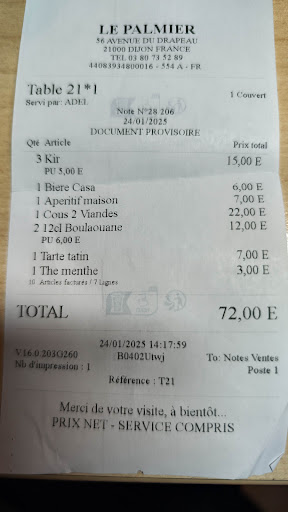 LE PALMIER
56 AVENUE DU DRAPEAU
21000 DIJON FRANCE
TEL 03 80 73 52 89
44083934800016 - 554 A - FR
Table 21*1 1 Couvert
Servi par: ADEL
Note N°28 206
24/01/2025
DOCUMENT PROVISOIRE
Qté Article Prix total
3 Kir 15,00 E
PU 5,00 E
1 Biere Casa 6,00 E
1 Aperitif maison 7,00 E
1 Cous 2 Viandes 22,00 E
2 12cl Boulaouane 12,00 E
PU 6,00 E
1 Tarte tatin 7,00 E
1 The menthe 3,00 E
10 Articles factures / 7 Lignes
TOTAL 72,00 E
24/01/2025 14:17:59
V16.0.203O260 B0402Utwj To: Notes Ventes
Nb d'impression : 1 Poste 1
Référence : T21
Merci de votre visite, à bientôt...
PRIX NET - SERVICE COMPRIS